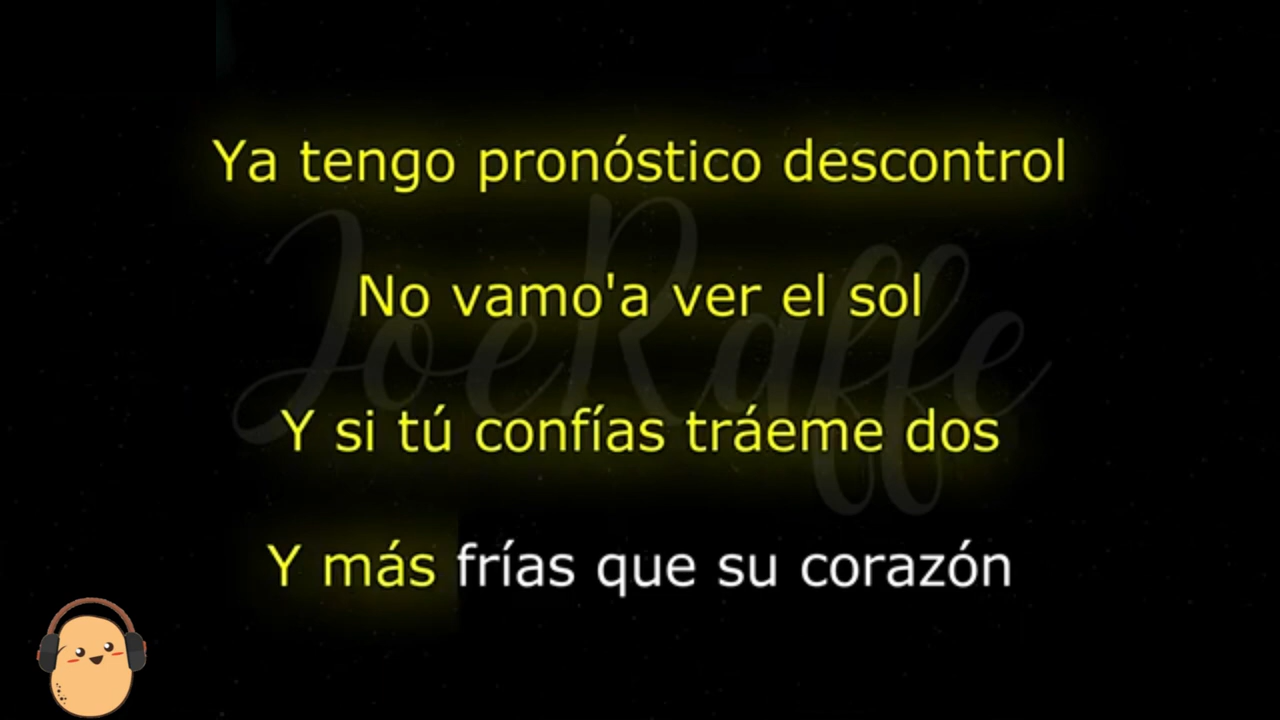 Ya tengo pronóstico descontrol
No vamo'a ver el sol
JoeRaffe
Y si tú confías tráeme dos
Y más frías que su corazón